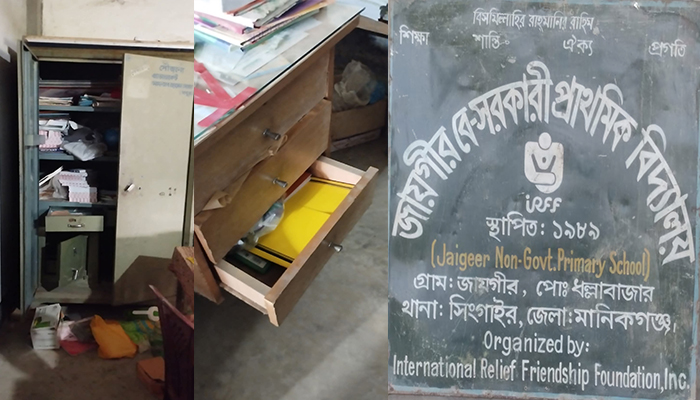 বিসমিল্লাহির রাহমানির রাহিম
শিক্ষা শান্তি ঐক্য প্রগতি
জায়গীর বে-সরকারী প্রাথমিক বিদ্যালয়
IRFF
স্থাপিত: ১৯৮৯
(Jaigeer Non-Govt. Primary School)
গ্রাম: জায়গীর, পোঃ ধল্লাবাজার
থানা: সিংগাইর, জেলা: মানিকগঞ্জ
Organized by:
International Relief Friendship Foundation, Inc.